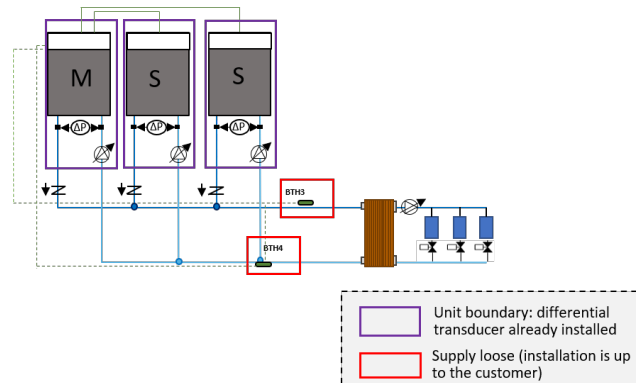 M
S
S
ΔP
ΔP
ΔP
BTH3
BTH4
Unit boundary: differential
transducer already installed
Supply loose (installation is up
to the customer)